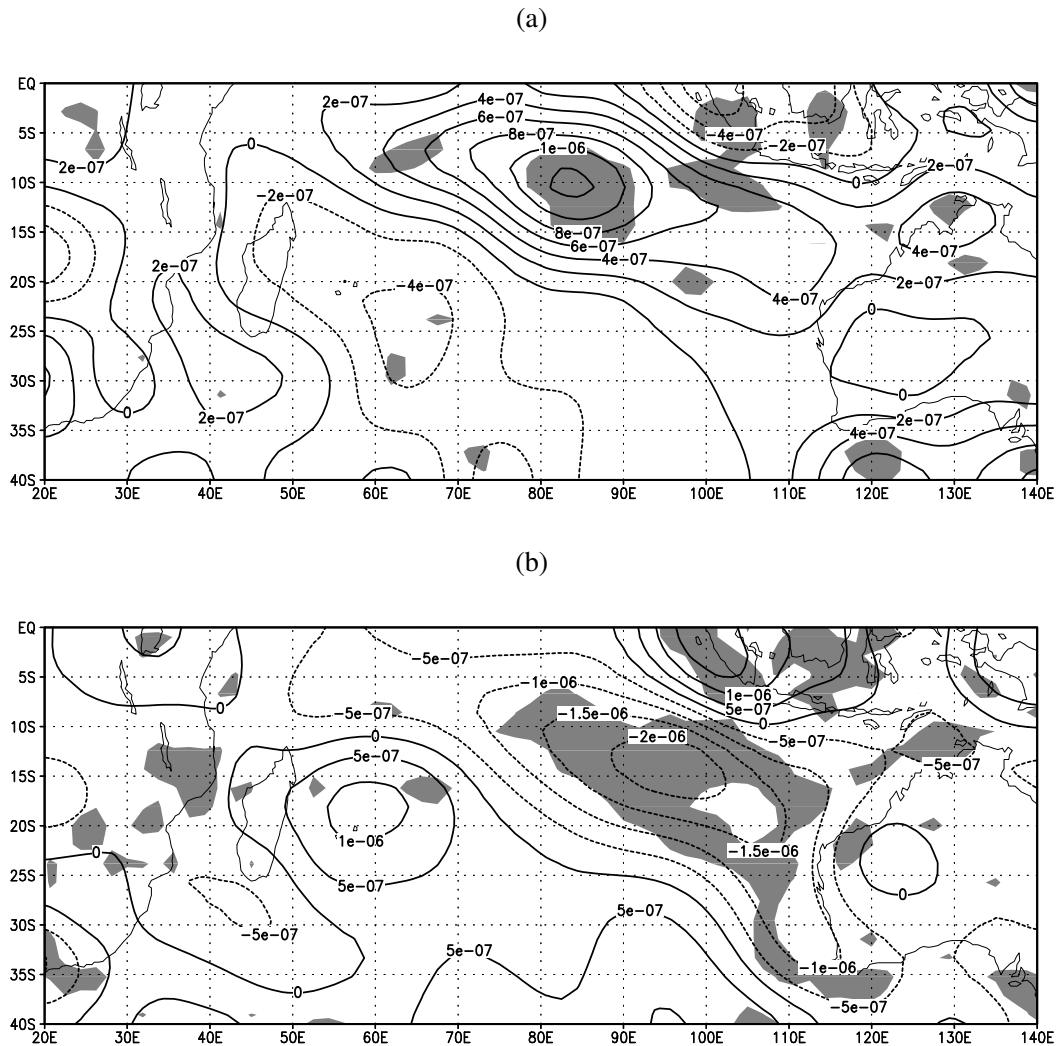 (a)
EQ
2e−07 4e−07
6e−07
5S 8e−07 −4e−07
0 1e−06 −2e−07
2e−07 2e−07
10S −2e−07 0
15S 8e−07
6e−07 4e−07
2e−07 4e−07
20S −4e−07 4e−07 2e−07
25S 0
30S
0 2e−07 0
2e−07
35S 4e−07
40S
20E 30E 40E 50E 60E 70E 80E 90E 100E 110E 120E 130E 140E
(b)
EQ
−5e−07
5S −1e−06
1e−06
0 −5e−07 −1.5e−06 5e−07
10S 0 −2e−06 0
5e−07 −5e−07
−5e−07
15S
20S
1e−06 −1.5e−06
0
25S 5e−07 0
5e−07
30S −5e−07
5e−07
−1e−06
35S 0
−5e−07
40S
20E 30E 40E 50E 60E 70E 80E 90E 100E 110E 120E 130E 140E